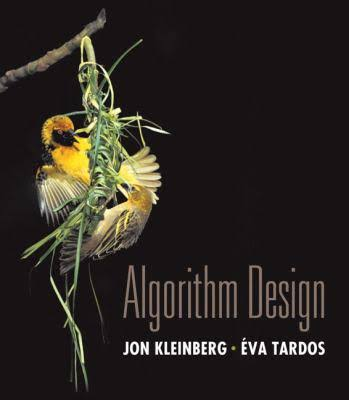 Algorithm Design
JON KLEINBERG • ÉVA TARDOS